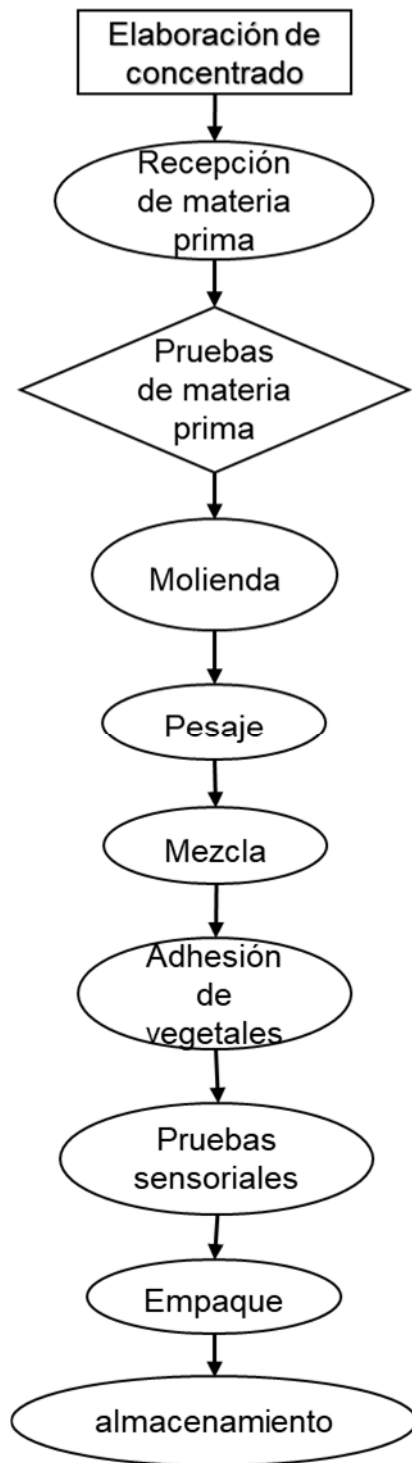 Elaboración de
concentrado
Recepción
de materia
prima
Pruebas
de materia
prima
Molienda
Pesaje
Mezcla
Adhesión
de
vegetales
Pruebas
sensoriales
Empaque
almacenamiento